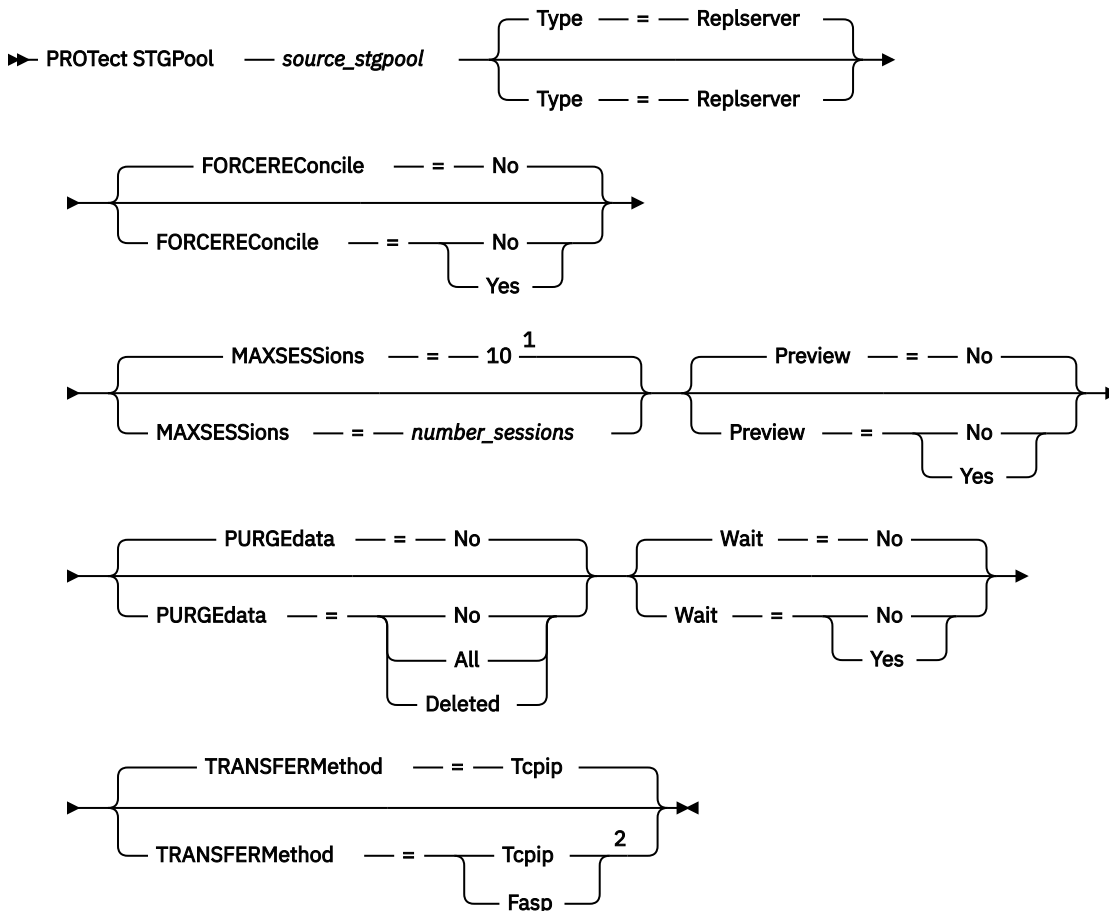 Type = Replserver
PROTect STGPool source_stgpool
Type = Replserver
FORCEREConcile = No
FORCEREConcile = No
Yes
MAXSESSions = 10 1
MAXSESSions = number_sessions
Preview = No
Preview = No
Yes
PURGEdata = No
PURGEdata = No
All
Deleted
Wait = No
Wait = No
Yes
TRANSFERMethod = Tcpip
TRANSFERMethod = Tcpip 2
Fasp